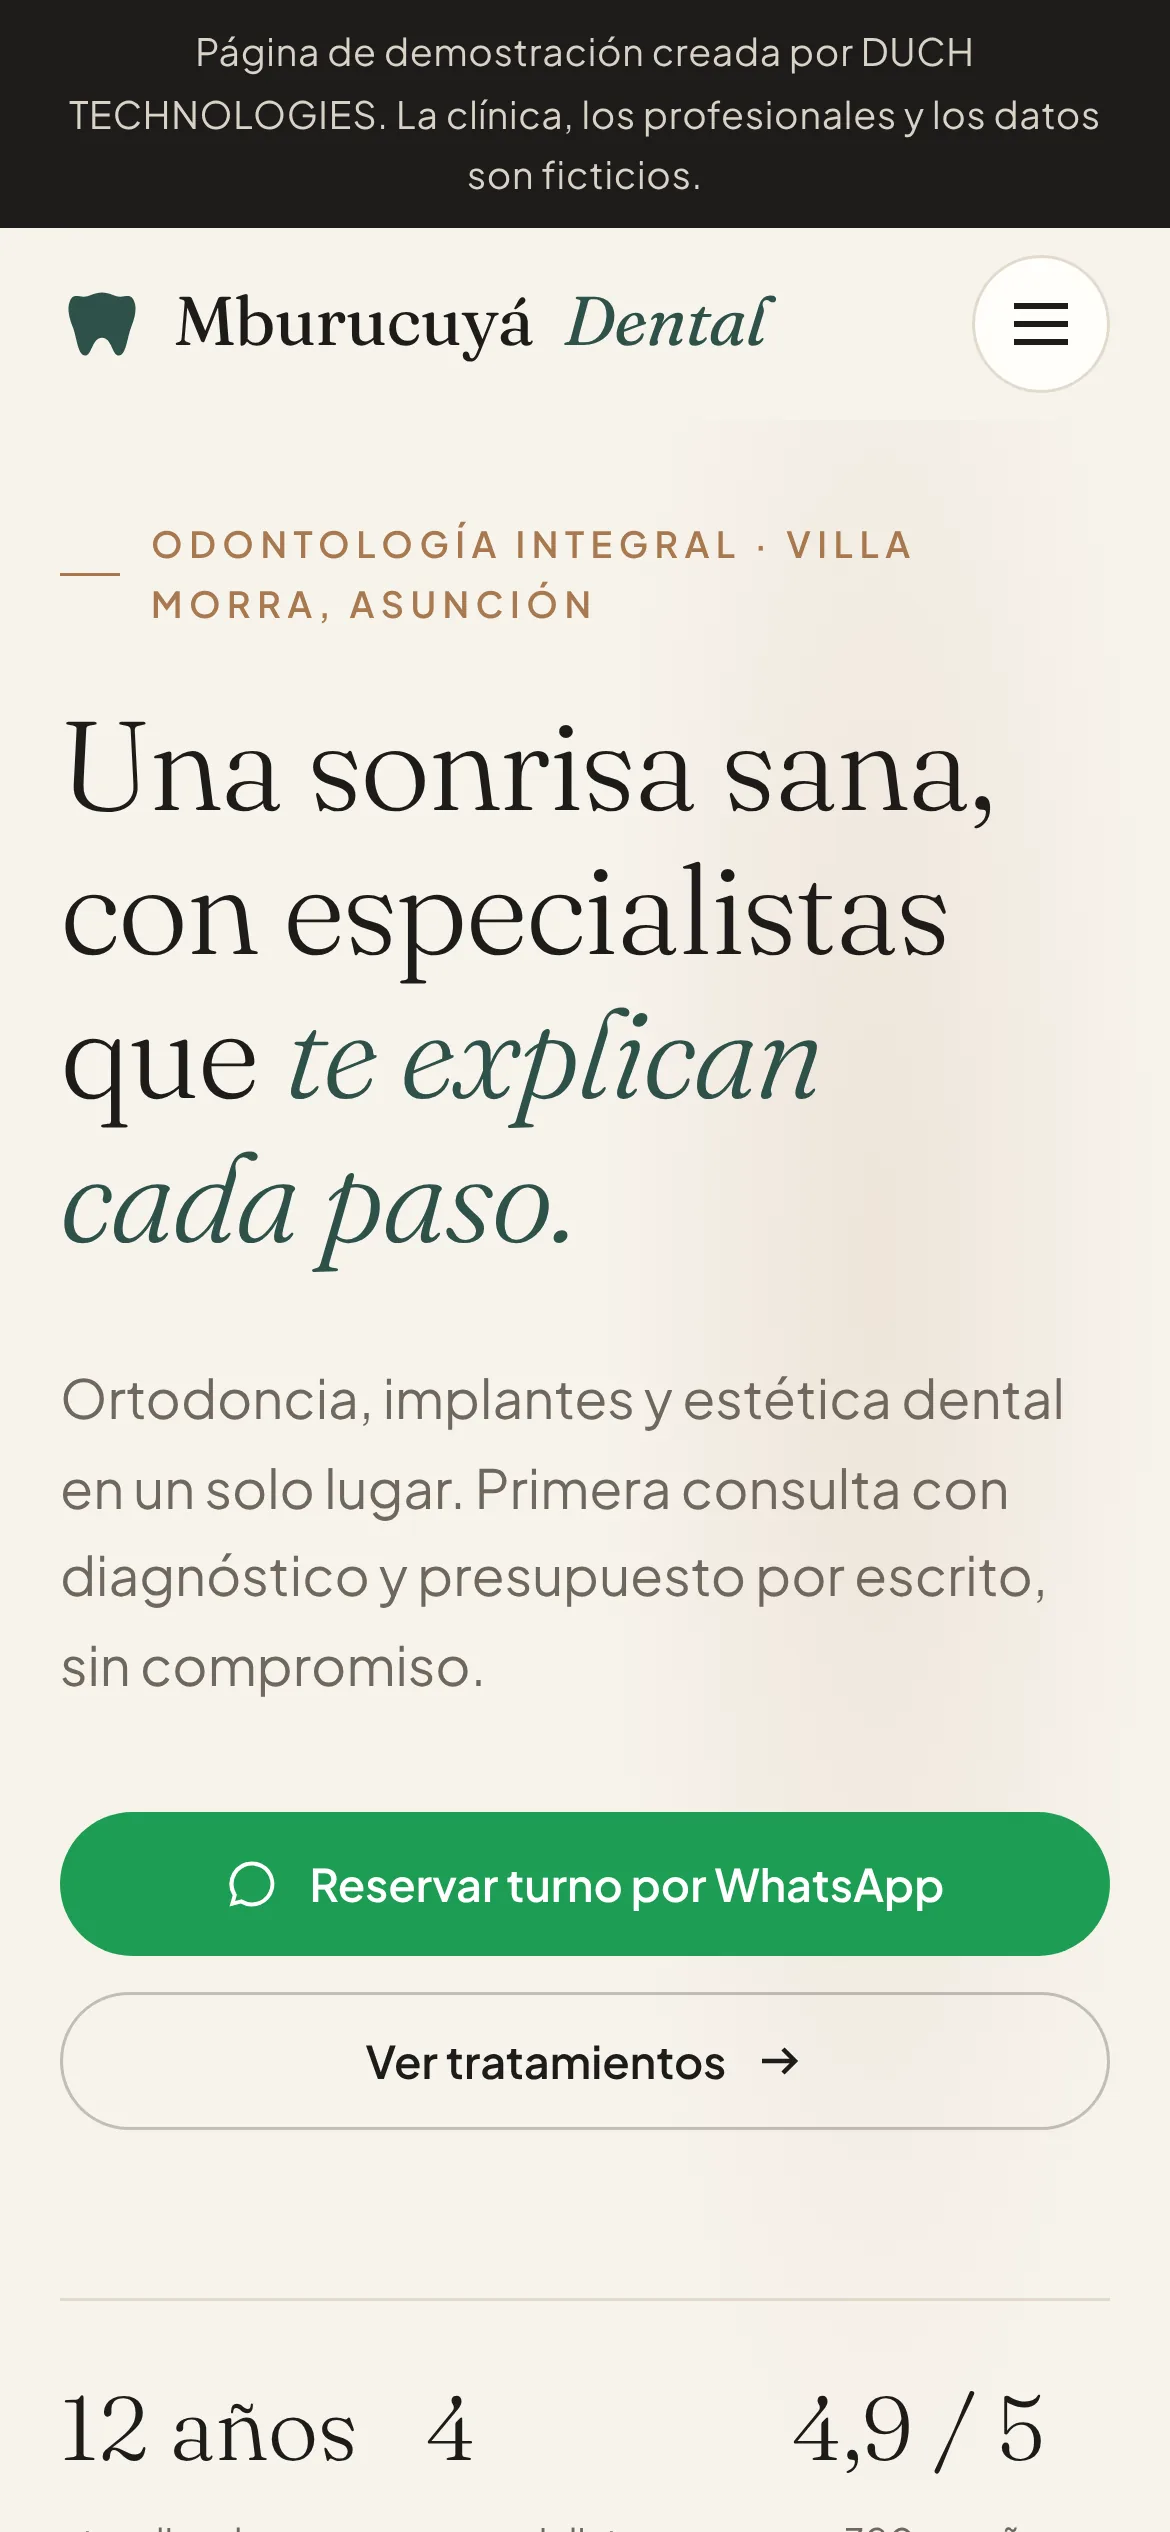 Página de demostración creada por DUCH
TECHNOLOGIES. La clínica, los profesionales y los datos
son ficticios.
Mburucuyá Dental
ODONTOLOGÍA INTEGRAL · VILLA
MORRA, ASUNCIÓN
Una sonrisa sana,
con especialistas
que te explican
cada paso.
Ortodoncia, implantes y estética dental
en un solo lugar. Primera consulta con
diagnóstico y presupuesto por escrito,
sin compromiso.
Reservar turno por WhatsApp
Ver tratamientos →
12 años 4 4,9 / 5